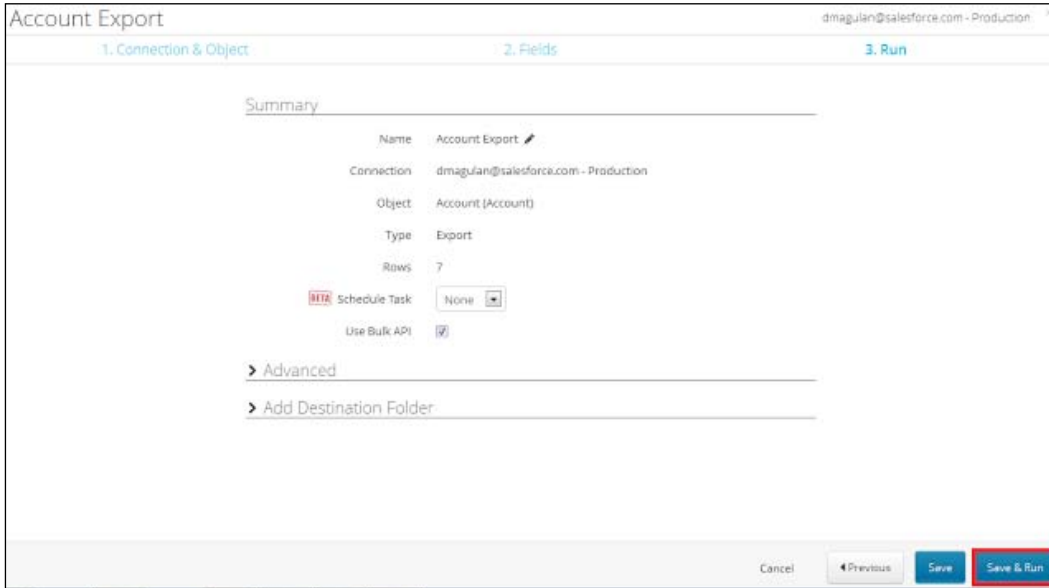 Account Export
dmagulan@salesforce.com - Production
1. Connection & Object
2. Fields
3. Run
Summary
Name Account Export
Connection dmagulan@salesforce.com - Production
Object Account (Account)
Type Export
Rows 7
BETA Schedule Task None
Use Bulk API
Advanced
Add Destination Folder
Cancel
Previous
Save
Save & Run